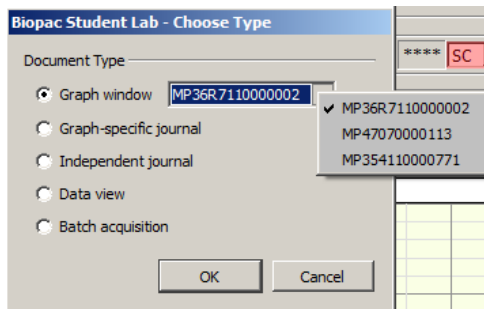 Biopac Student Lab - Choose Type
**** SC
Document Type
Graph window MP36R7110000002
Graph-specific journal
Independent journal
Data view
Batch acquisition
MP36R7110000002
MP47070000113
MP354110000771
OK Cancel